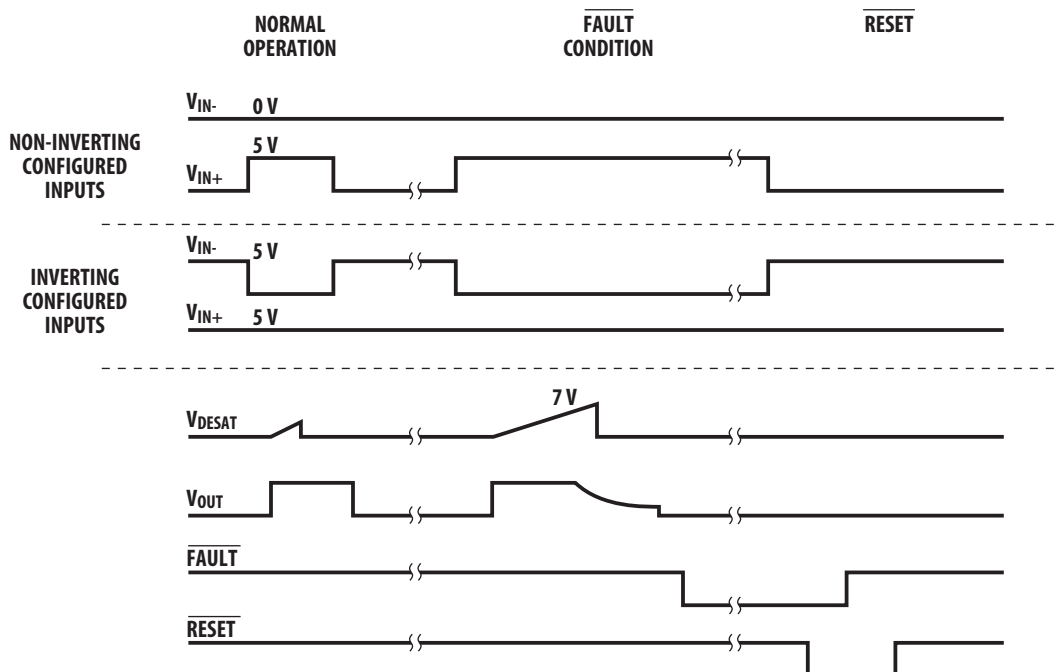 NORMAL
OPERATION
FAULT
CONDITION
RESET
NON-INVERTING
CONFIGURED
INPUTS
VIN- 0 V
5 V
VIN+
INVERTING
CONFIGURED
INPUTS
VIN- 5 V
VIN+ 5 V
7 V
VDESAT
VOUT
FAULT
RESET